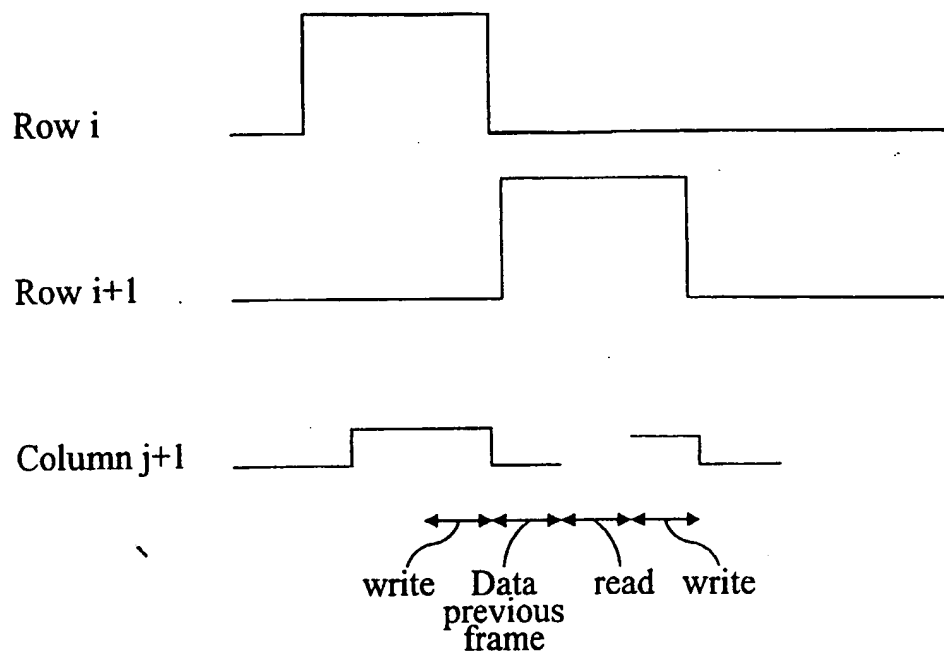 Row i
Row i+1
Column j+1
write Data read write
previous
frame